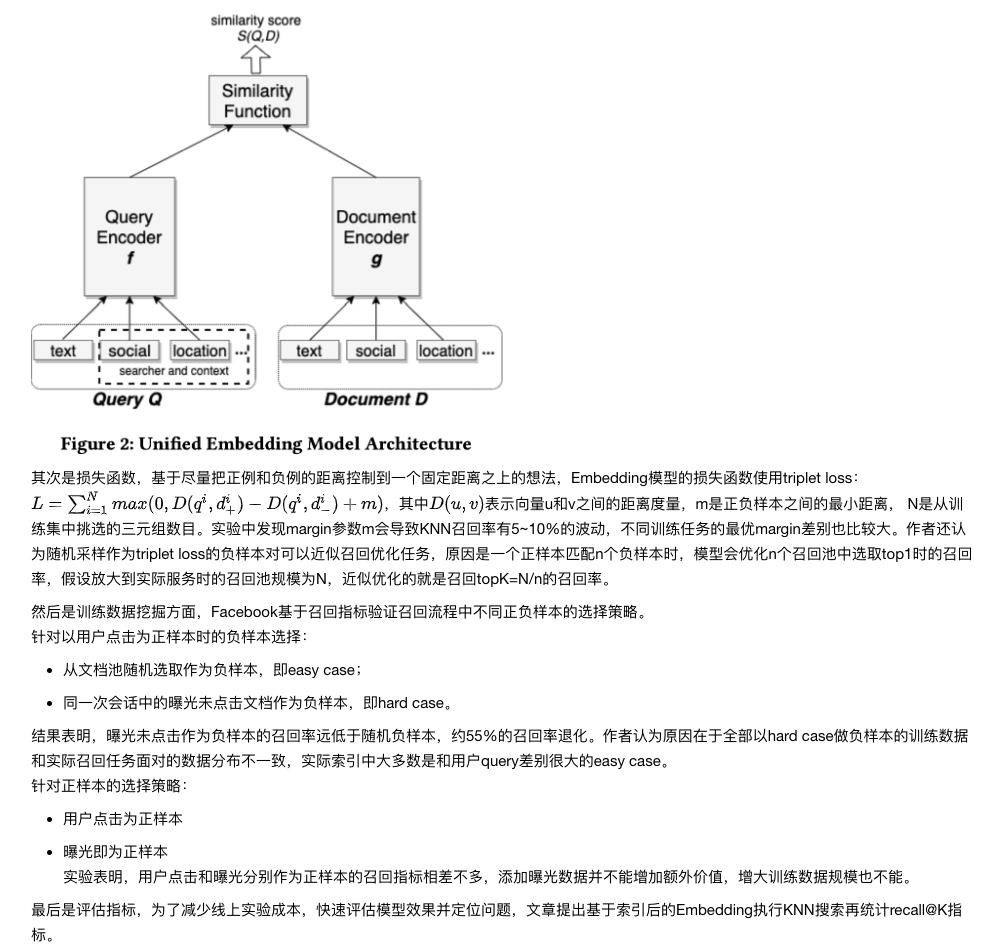 similarity score
S(Q,D)
Similarity
Function
Query
Encoder
f
Document
Encoder
g
text social location ...
searcher and context
text social location ...
Query Q
Document D
Figure 2: Unified Embedding Model Architecture
其次是损失函数，基于尽量把正例和负例的距离控制到一个固定距离之上的想法，Embedding模型的损失函数使用triplet loss：
$L = \sum_{i=1}^{N} max(0, D(q^i, d_+^i) - D(q^i, d_-^i) + m)$，其中$D(u, v)$表示向量u和v之间的距离度量，m是正负样本之间的最小距离， N是从训
练集中挑选的三元组数目。实验中发现margin参数m会导致KNN召回率有5~10%的波动，不同训练任务的最优margin差别也比较大。作者还认
为随机采样作为triplet loss的负样本对可以近似召回优化任务，原因是一个正样本匹配n个负样本时，模型会优化n个召回池中选取top1时的召回
率，假设放大到实际服务时的召回池规模为N，近似优化的就是召回topK=N/n的召回率。
然后是训练数据挖掘方面，Facebook基于召回指标验证召回流程中不同正负样本的选择策略。
针对以用户点击为正样本时的负样本选择：
• 从文档池随机选取作为负样本，即easy case；
• 同一次会话中的曝光未点击文档作为负样本，即hard case。
结果表明，曝光未点击作为负样本的召回率远低于随机负样本，约55%的召回率退化。作者认为原因在于全部以hard case做负样本的训练数据
和实际召回任务面对的数据分布不一致，实际索引中大多数是和用户query差别很大的easy case。
针对正样本的选择策略：
• 用户点击为正样本
• 曝光即为正样本
实验表明，用户点击和曝光分别作为正样本的召回指标相差不多，添加曝光数据并不能增加额外价值，增大训练数据规模也不能。
最后是评估指标，为了减少线上实验成本，快速评估模型效果并定位问题，文章提出基于索引后的Embedding执行KNN搜索再统计recall@K指
标。